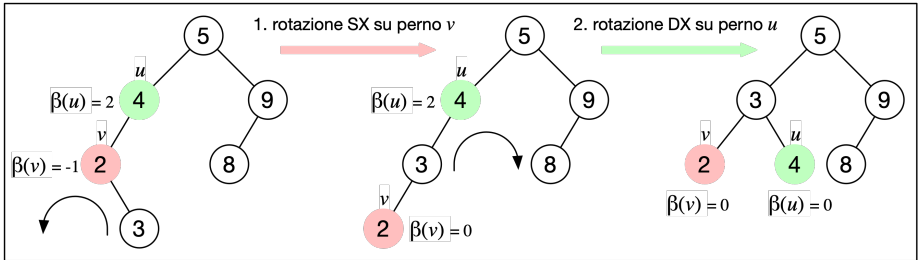 1. rotazione SX su perno v
2. rotazione DX su perno u
5
u
β(u) = 2
4
9
v
β(v) = -1
2
8
3
5
u
β(u) = 2
4
9
3
8
v
2
β(v) = 0
5
3
9
v
u
2
4
8
β(v) = 0
β(u) = 0